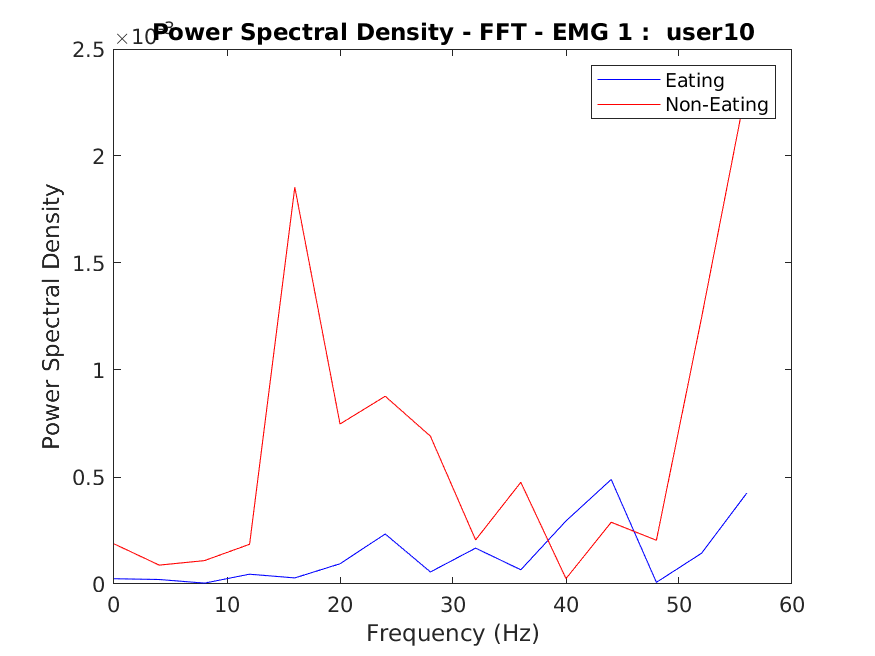 Power Spectral Density - FFT - EMG 1 : user10
×10
2.5
2
1.5
1
0.5
0
Power Spectral Density
Eating
Non-Eating
0 10 20 30 40 50 60
Frequency (Hz)